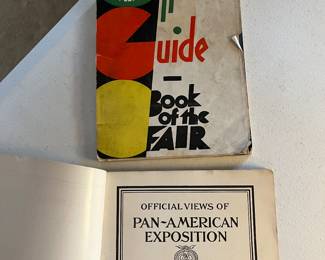 Guide
Book
of the
FAIR
OFFICIAL VIEWS OF
PAN-AMERICAN
EXPOSITION